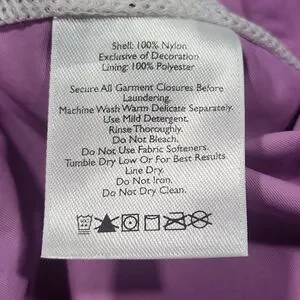 Shell: 100% Nylon
Exclusive of Decoration
Lining: 100% Polyester
Secure All Garment Closures Before
Laundering.
Machine Wash Warm Delicate Separately.
Use Mild Detergent.
Rinse Thoroughly.
Do Not Bleach.
Do Not Use Fabric Softeners.
Tumble Dry Low Or For Best Results
Line Dry.
Do Not Iron.
Do Not Dry Clean.